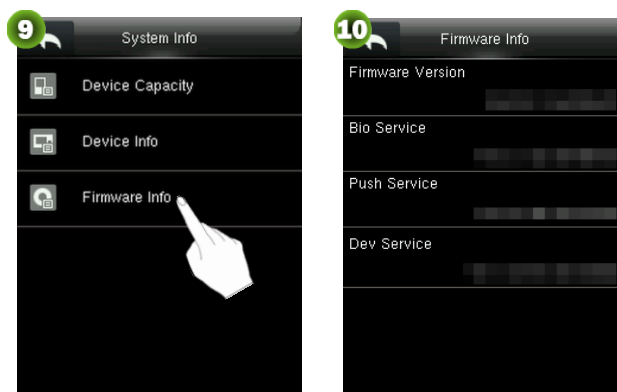 9
System Info
Device Capacity
Device Info
Firmware Info
10
Firmware Info
Firmware Version
Bio Service
Push Service
Dev Service